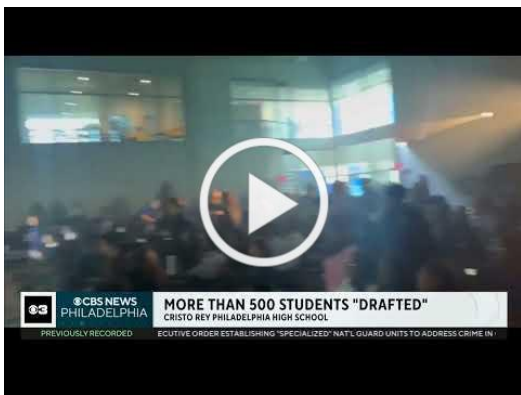 MORE THAN 500 STUDENTS "DRAFTED"
CRISTO REY PHILADELPHIA HIGH SCHOOL
3 CBS NEWS
PHILADELPHIA
PREVIOUSLY RECORDED
ECUTIVE ORDER ESTABLISHING "SPECIALIZED" NAT'L GUARD UNITS TO ADDRESS CRIME IN